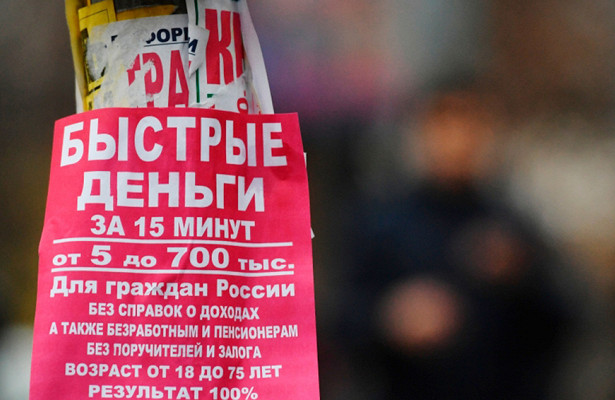 БЫСТРЫЕ
ДЕНЬГИ
ЗА 15 МИНУТ
ОТ 5 ДО 700 ТЫС.
Для граждан России
БЕЗ СПРАВОК О ДОХОДАХ
А ТАКЖЕ БЕЗРАБОТНЫМ И ПЕНСИОНЕРАМ
БЕЗ ПОРУЧИТЕЛЕЙ И ЗАЛОГА
ВОЗРАСТ ОТ 18 ДО 75 ЛЕТ
РЕЗУЛЬТАТ 100%